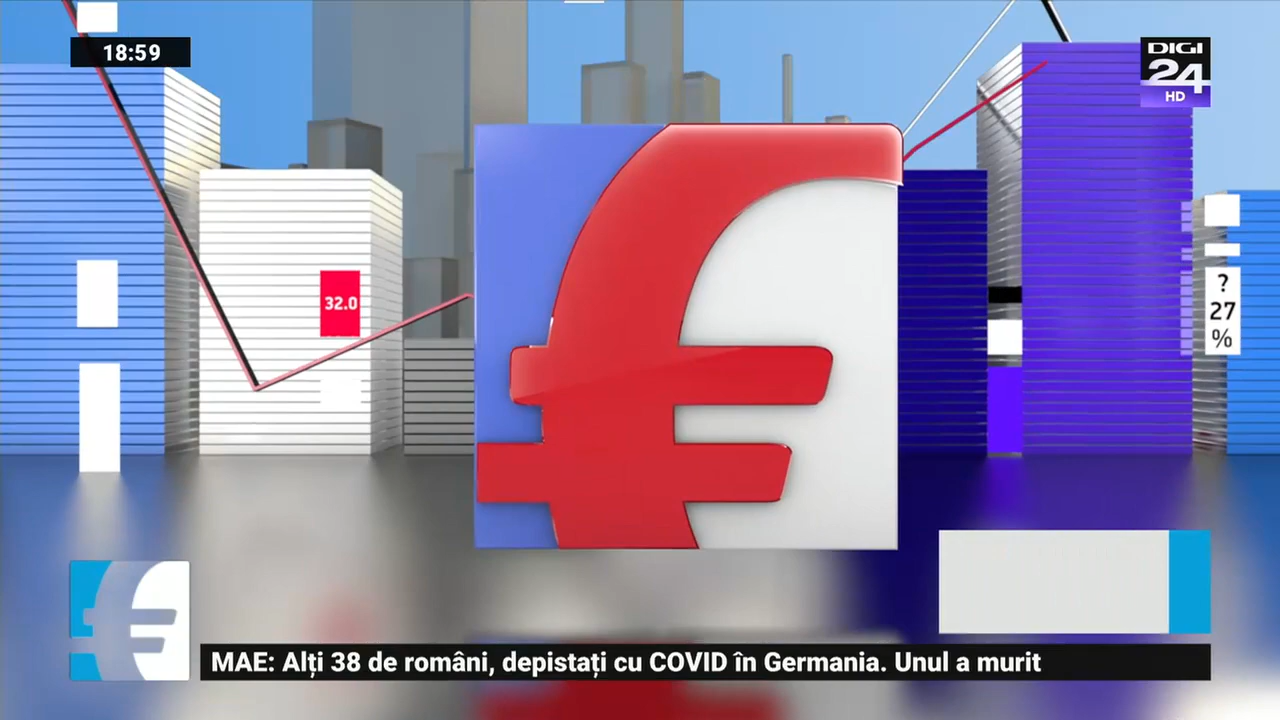 18:59
DIGI
24
HD
32.0
?
27
%
MAE: Alți 38 de români, depistați cu COVID în Germania. Unul a murit